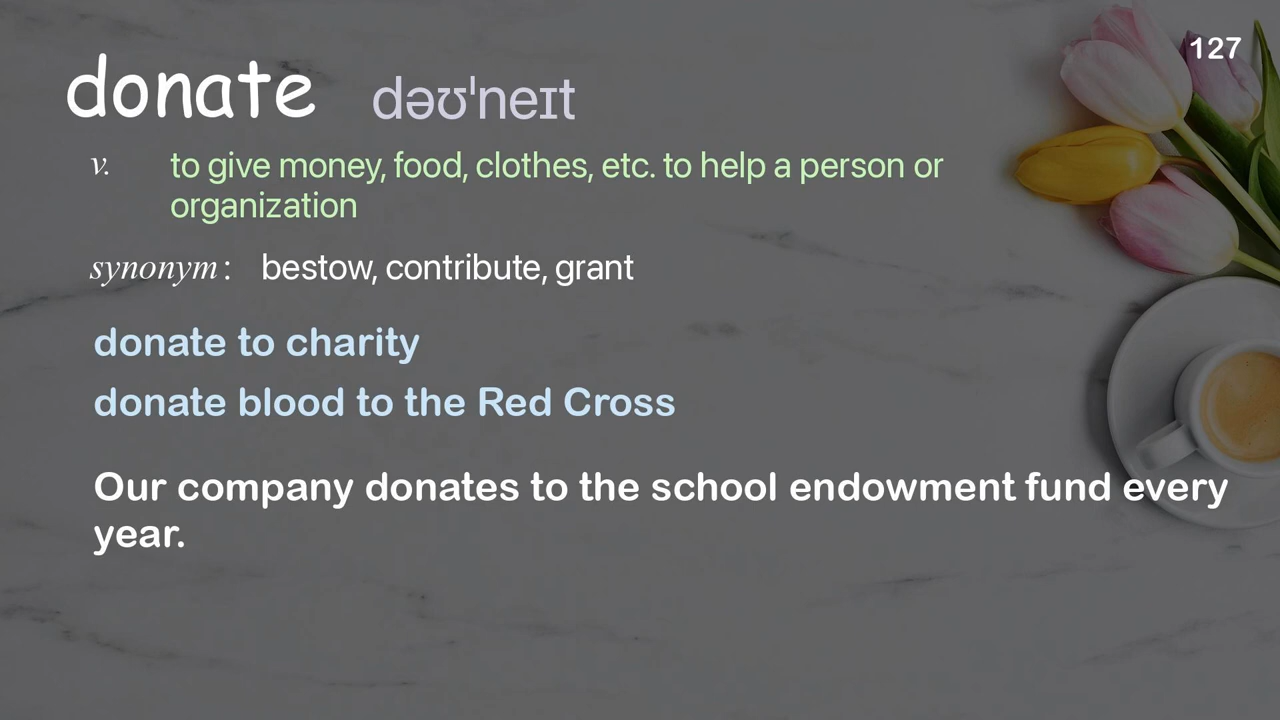 127
donate dəʊˈneɪt
v. to give money, food, clothes, etc. to help a person or
organization
synonym: bestow, contribute, grant
donate to charity
donate blood to the Red Cross
Our company donates to the school endowment fund every
year.